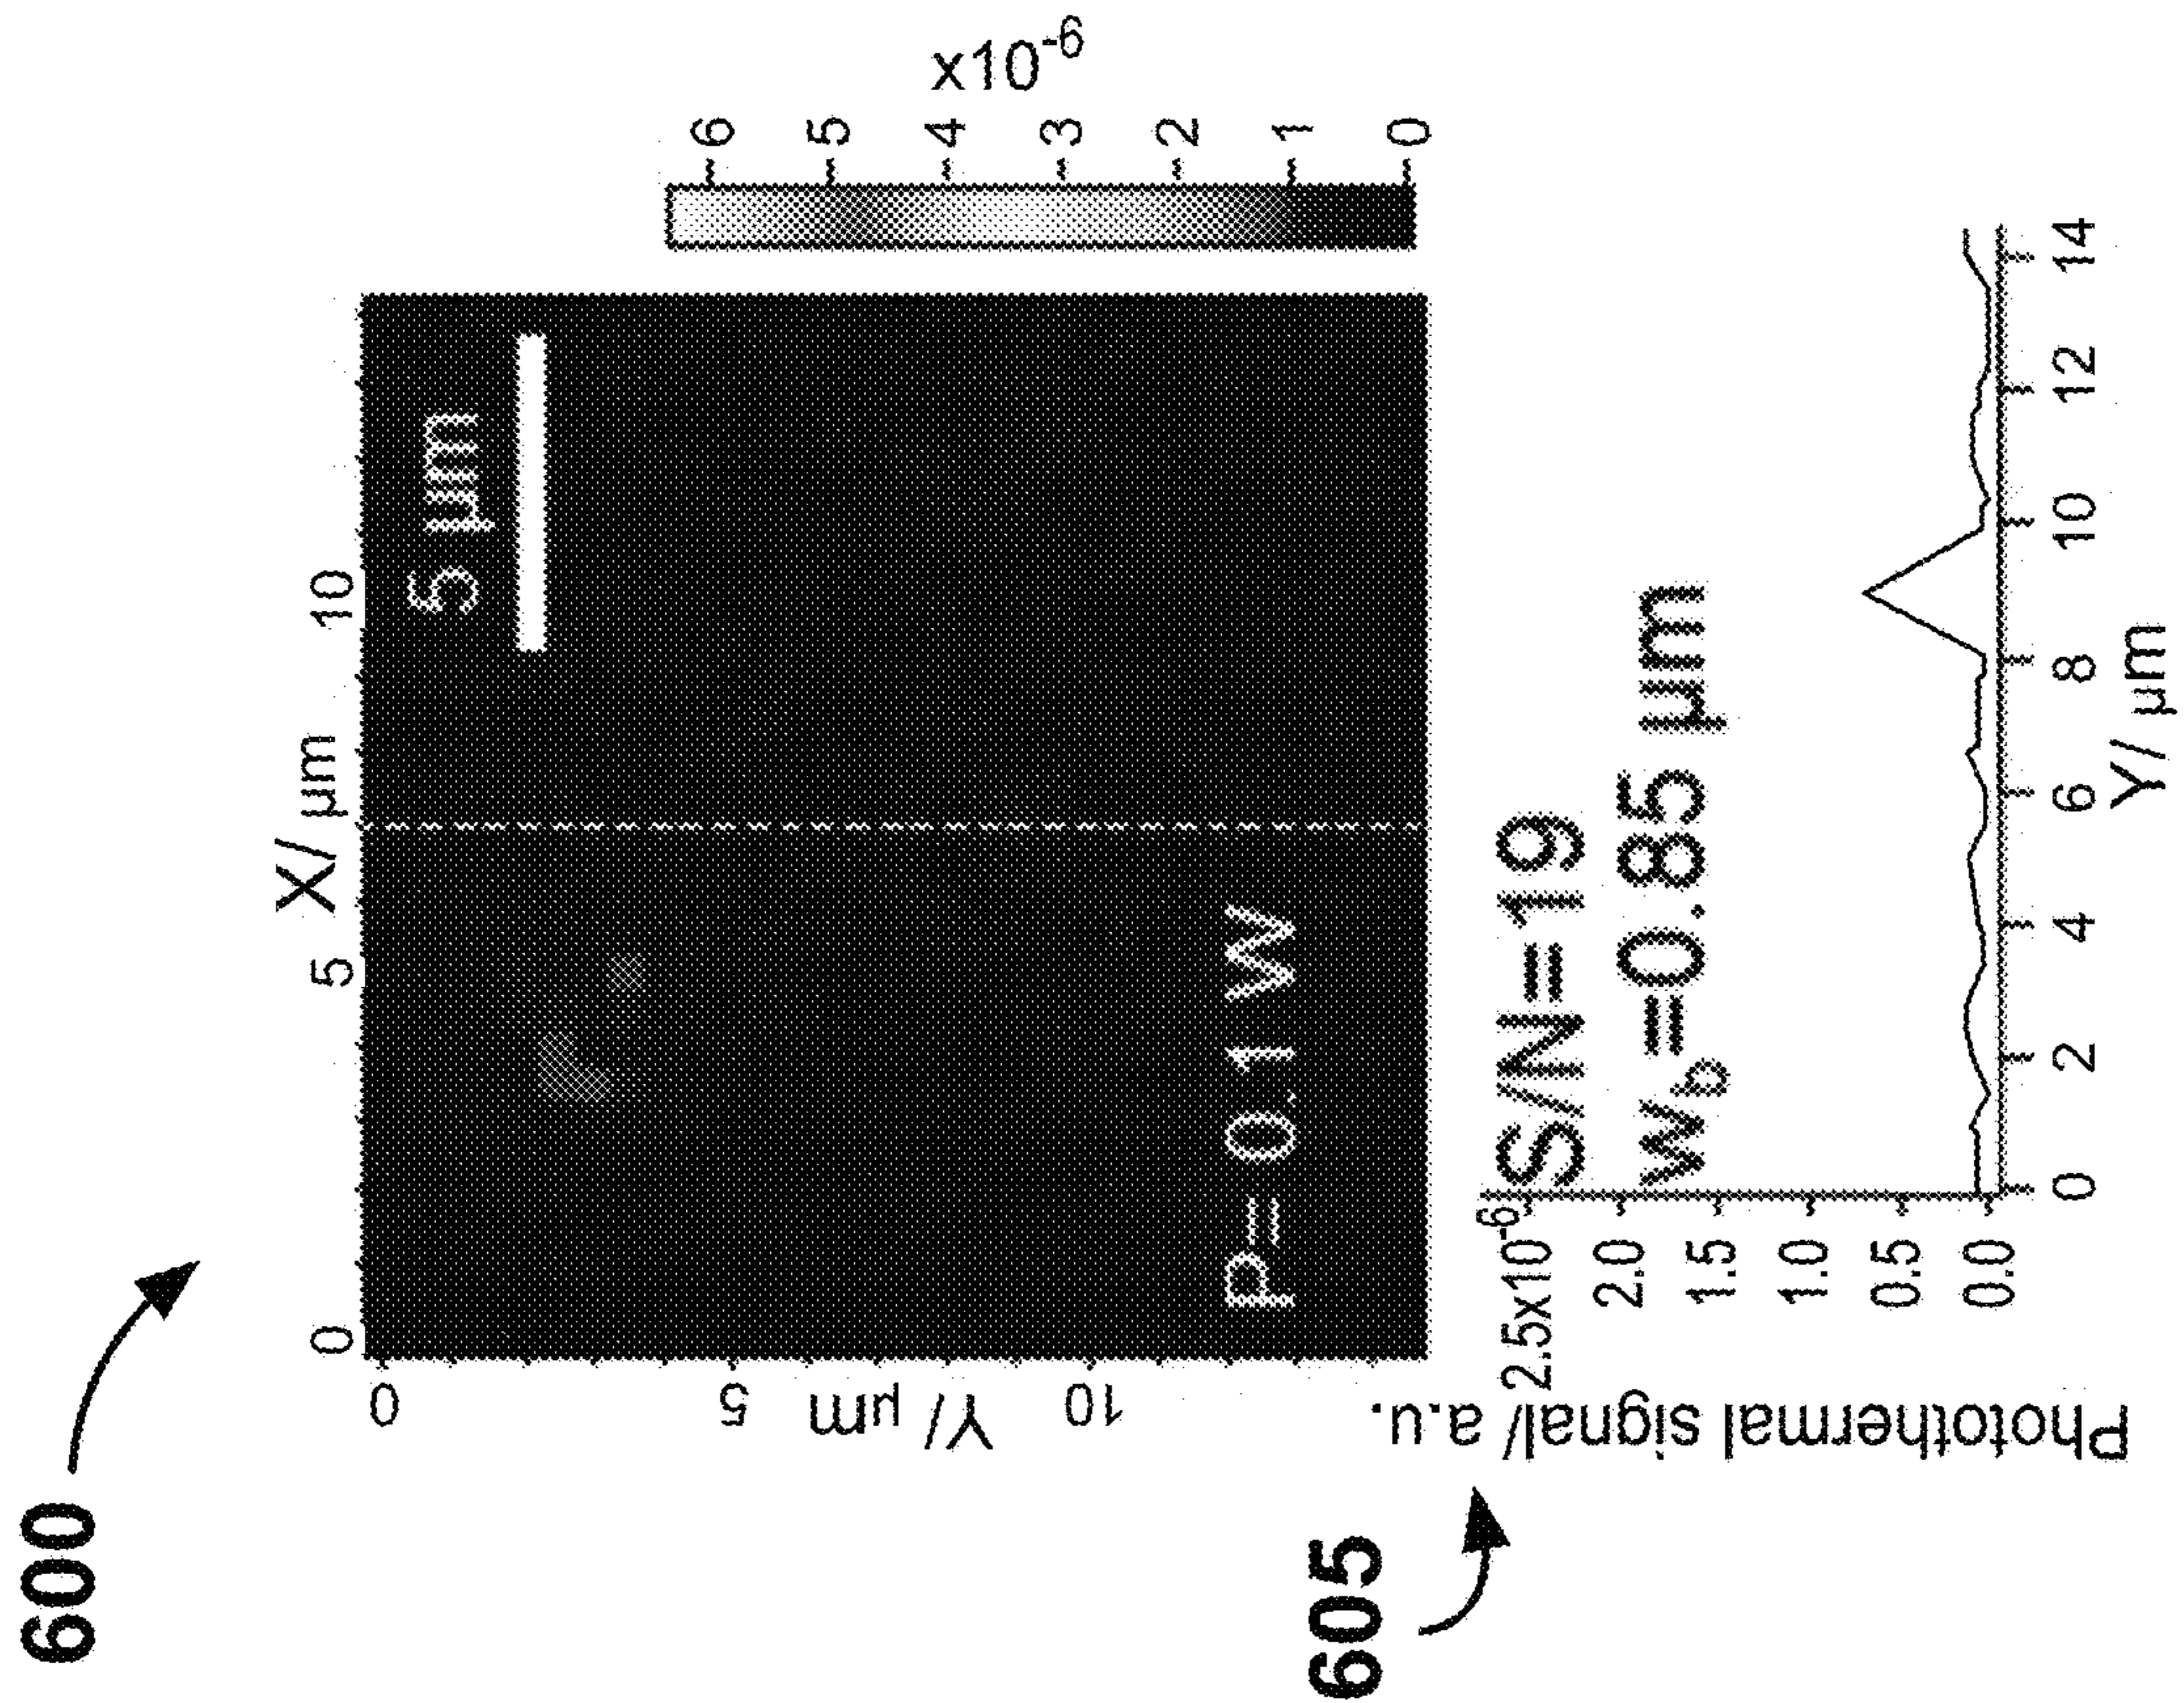 600
X/ µm
0
5
10
0
5
10
Y/ µm
5 µm
P= 0.1 W
x10-6
6
5
4
3
2
1
0
605
Photothermal signal/ a.u.
2.5x10-6
2.0
1.5
1.0
0.5
0.0
S/N=19
wb=0.85 µm
0 2 4 6 8 10 12 14
Y/ µm